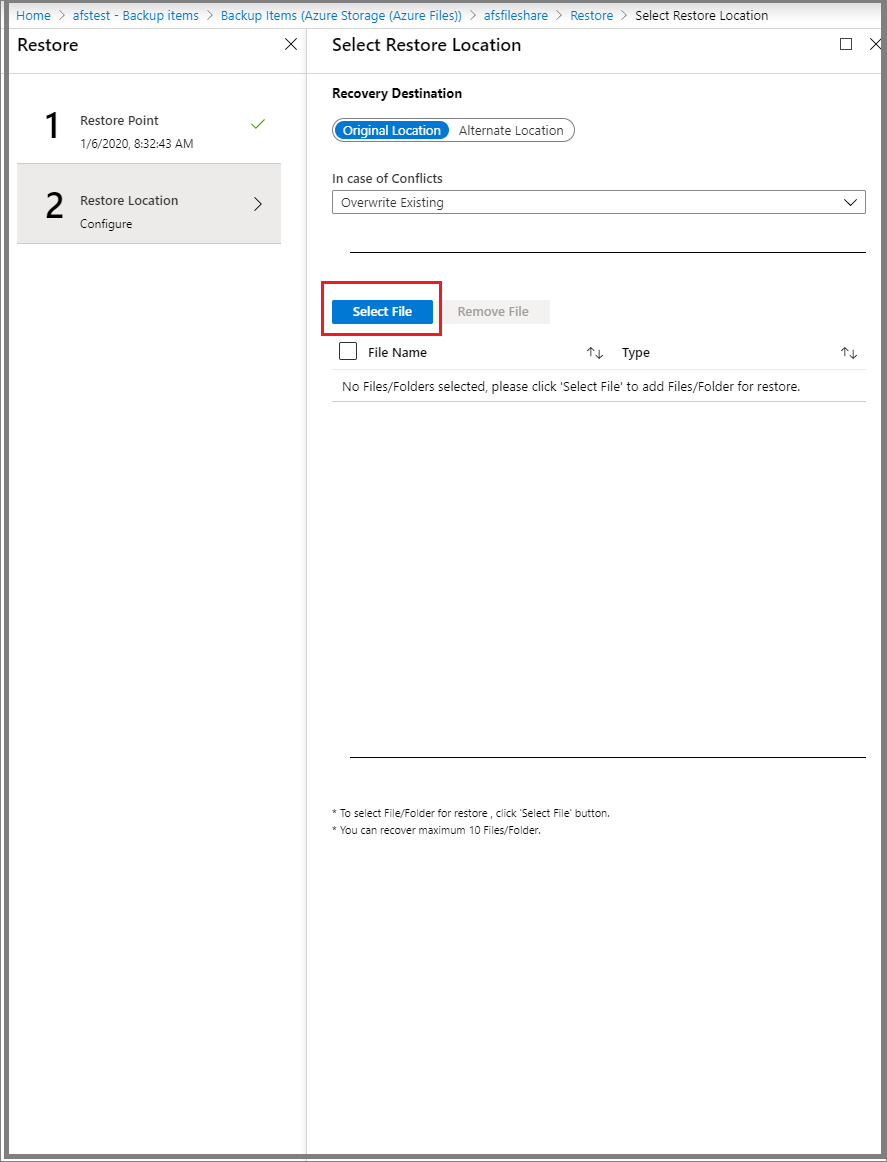 Home > afstest - Backup items > Backup Items (Azure Storage (Azure Files)) > afsfileshare > Restore > Select Restore Location
Restore
1
Restore Point
1/6/2020, 8:32:43 AM
2
Restore Location
Configure
Select Restore Location
Recovery Destination
Original Location Alternate Location
In case of Conflicts
Overwrite Existing
Select File Remove File
File Name Type
No Files/Folders selected, please click 'Select File' to add Files/Folder for restore.
* To select File/Folder for restore , click 'Select File' button.
* You can recover maximum 10 Files/Folder.